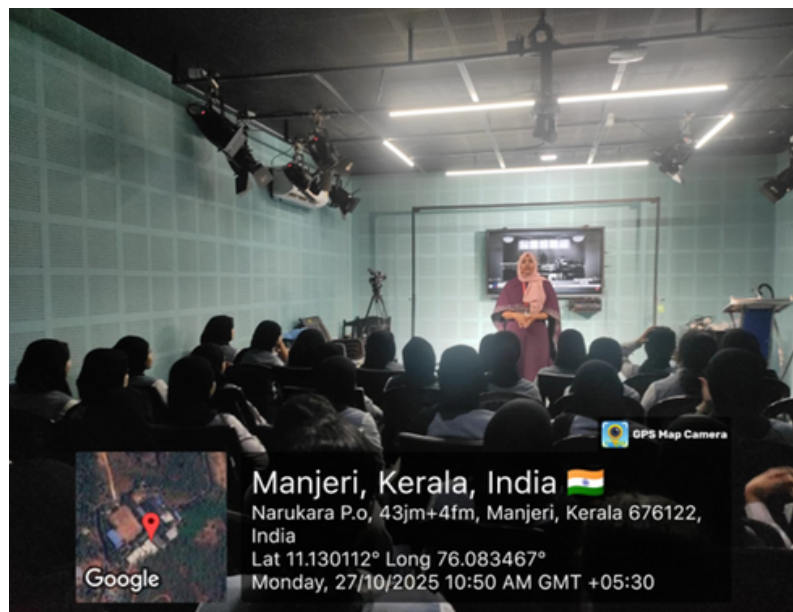 GPS Map Camera
Manjeri, Kerala, India
Narukara P.o, 43jm+4fm, Manjeri, Kerala 676122,
India
Lat 11.130112° Long 76.083467°
Monday, 27/10/2025 10:50 AM GMT +05:30
Google